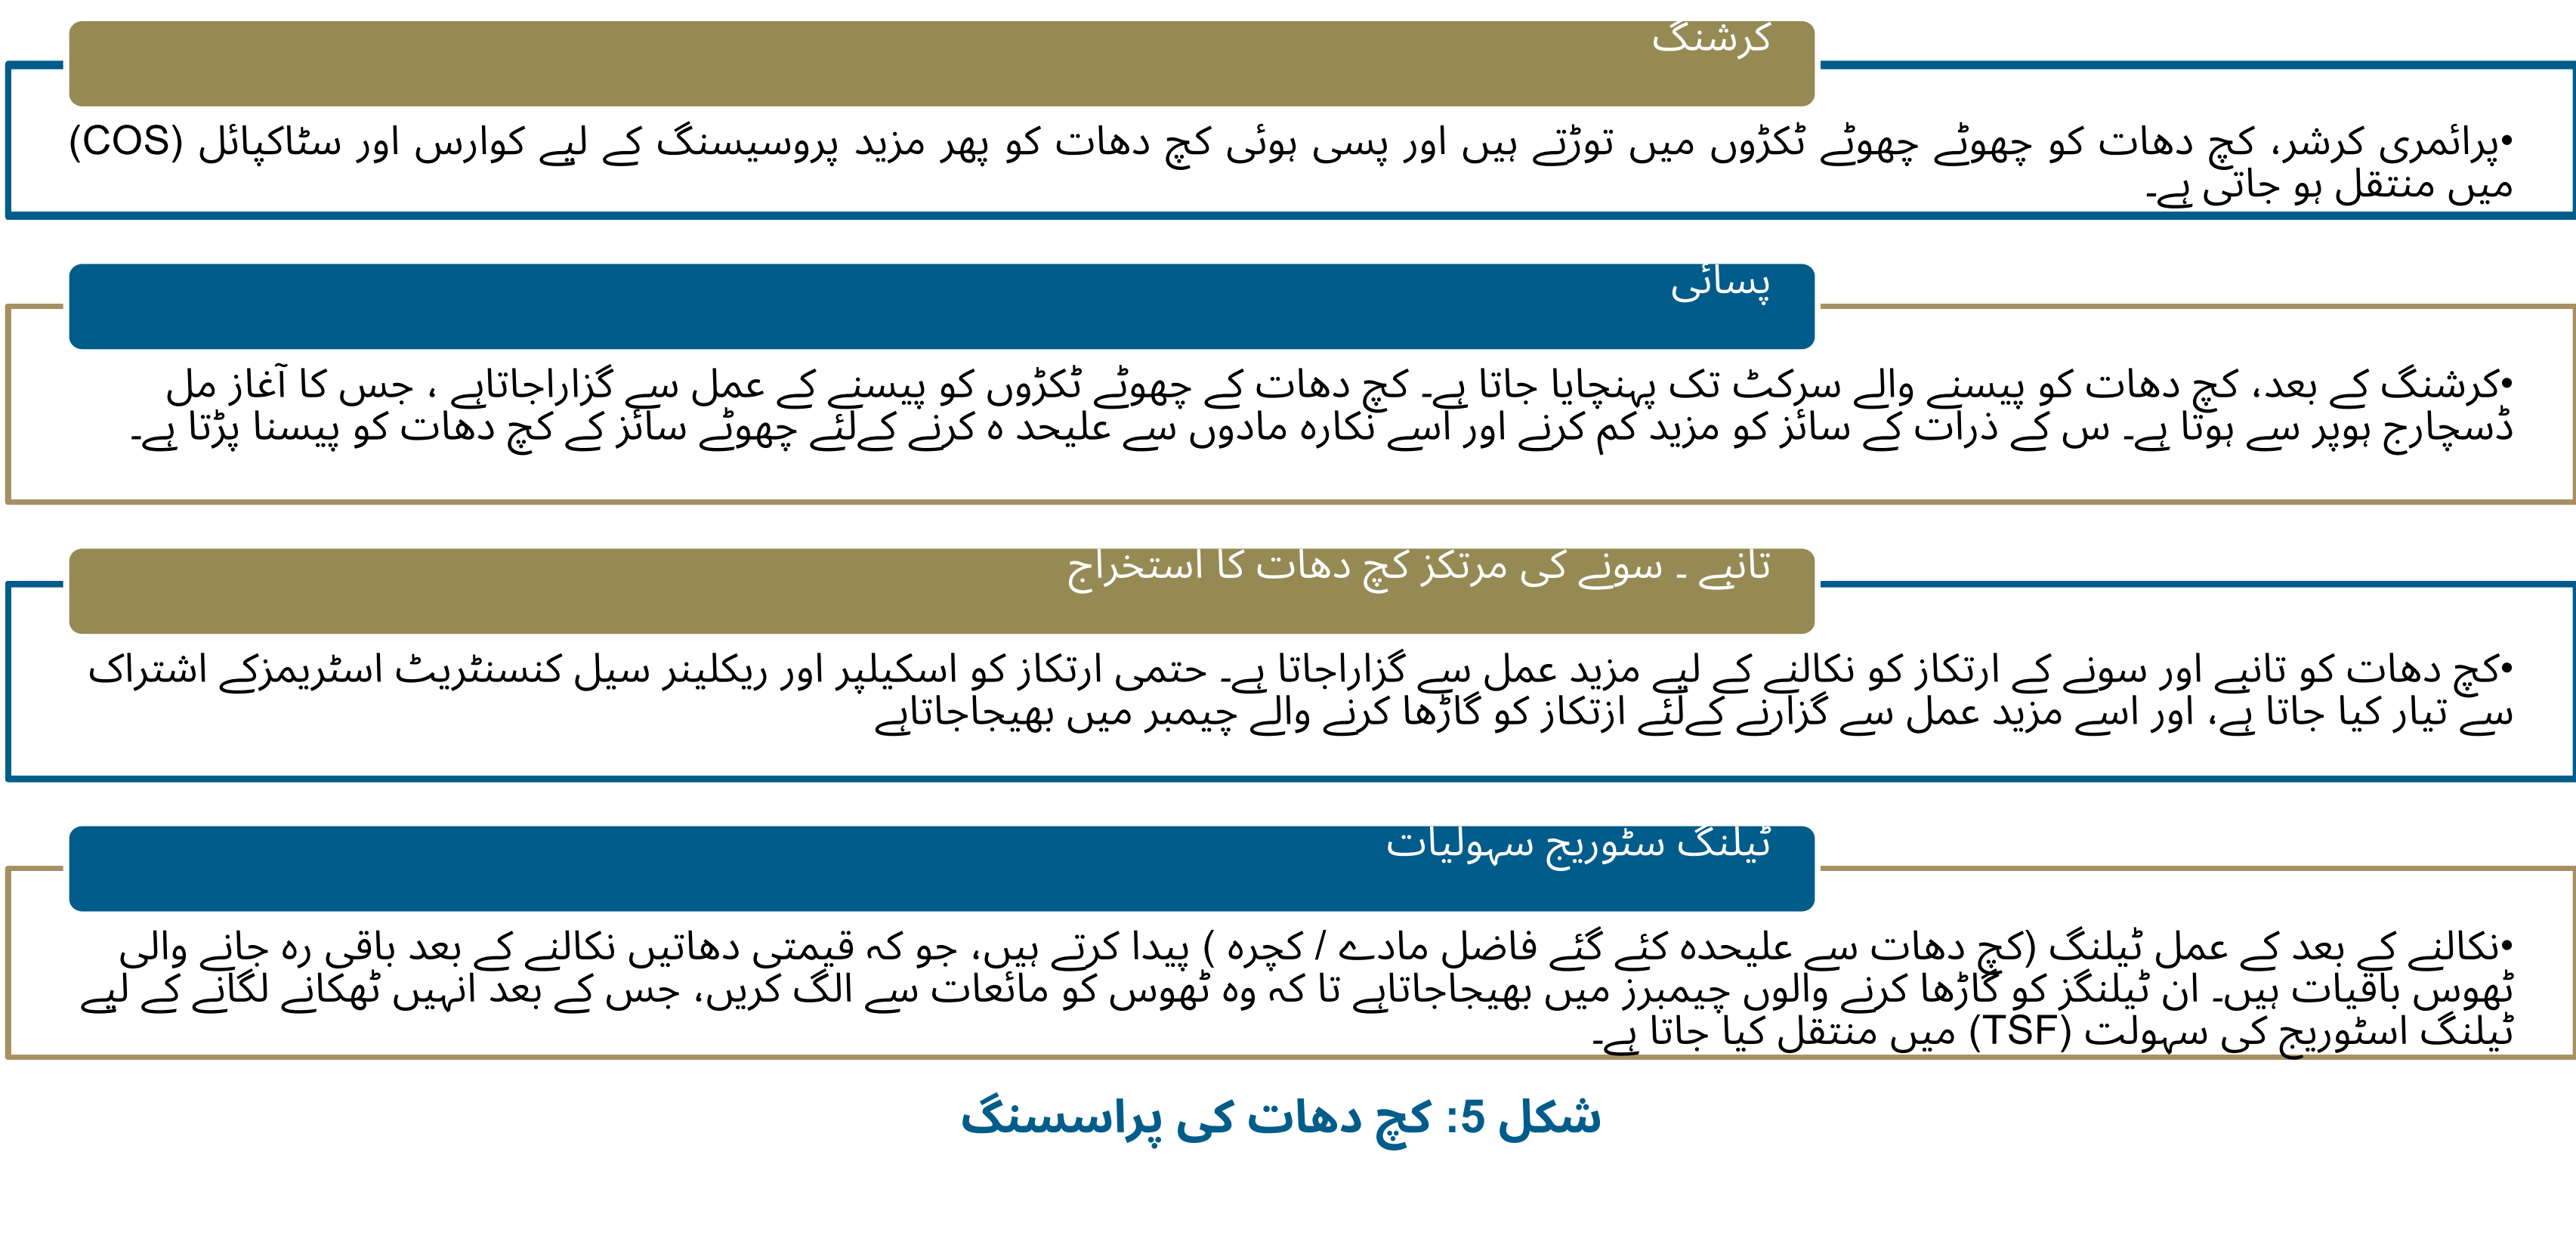 کرشنگ
•پرائمری کرشر، کچ دھات کو چھوٹے چھوٹے ٹکڑوں میں توڑتے ہیں اور پسی ہوئی کچ دھات کو پھر مزید پروسیسنگ کے لیے کوارس اور سٹاکپائل (COS)
میں منتقل ہو جاتی ہے۔
پسائی
•کرشنگ کے بعد، کچ دھات کو پیسنے والے سرکٹ تک پہنچایا جاتا ہے۔ کچ دھات کے چھوٹے ٹکڑوں کو پیسنے کے عمل سے گزاراجاتاہے ، جس کا آغاز مل
ڈسچارج ہوپر سے ہوتا ہے۔ س کے ذرات کے سائز کو مزید کم کرنے اور اسے نکارہ مادوں سے علیحد ہ کرنے کےلئے چھوٹے سائز کے کچ دھات کو پیسنا پڑتا ہے۔
تانبے ۔ سونے کی مرتکز کچ دھات کا استخراج
•کچ دھات کو تانبے اور سونے کے ارتکاز کو نکالنے کے لیے مزید عمل سے گزاراجاتا ہے۔ حتمی ارتکاز کو اسکیلپر اور ریکلینر سیل کنسنٹریٹ اسٹریمزکے اشتراک
سے تیار کیا جاتا ہے، اور اسے مزید عمل سے گزارنے کےلئے ازتکاز کو گاڑھا کرنے والے چیمبر میں بھیجاجاتاہے
ٹیلنگ سٹوریج سہولیات
•نکالنے کے بعد کے عمل ٹیلنگ (کچ دھات سے علیحدہ کئے گئے فاضل مادے / کچرہ ) پیدا کرتے ہیں، جو کہ قیمتی دھاتیں نکالنے کے بعد باقی رہ جانے والی
ٹھوس باقیات ہیں۔ ان ٹیلنگز کو گاڑھا کرنے والوں چیمبرز میں بھیجاجاتاہے تا کہ وہ ٹھوس کو مائعات سے الگ کریں، جس کے بعد انہیں ٹھکانے لگانے کے لیے
ٹیلنگ اسٹوریج کی سہولت (TSF) میں منتقل کیا جاتا ہے۔
شکل 5: کچ دھات کی پراسسنگ